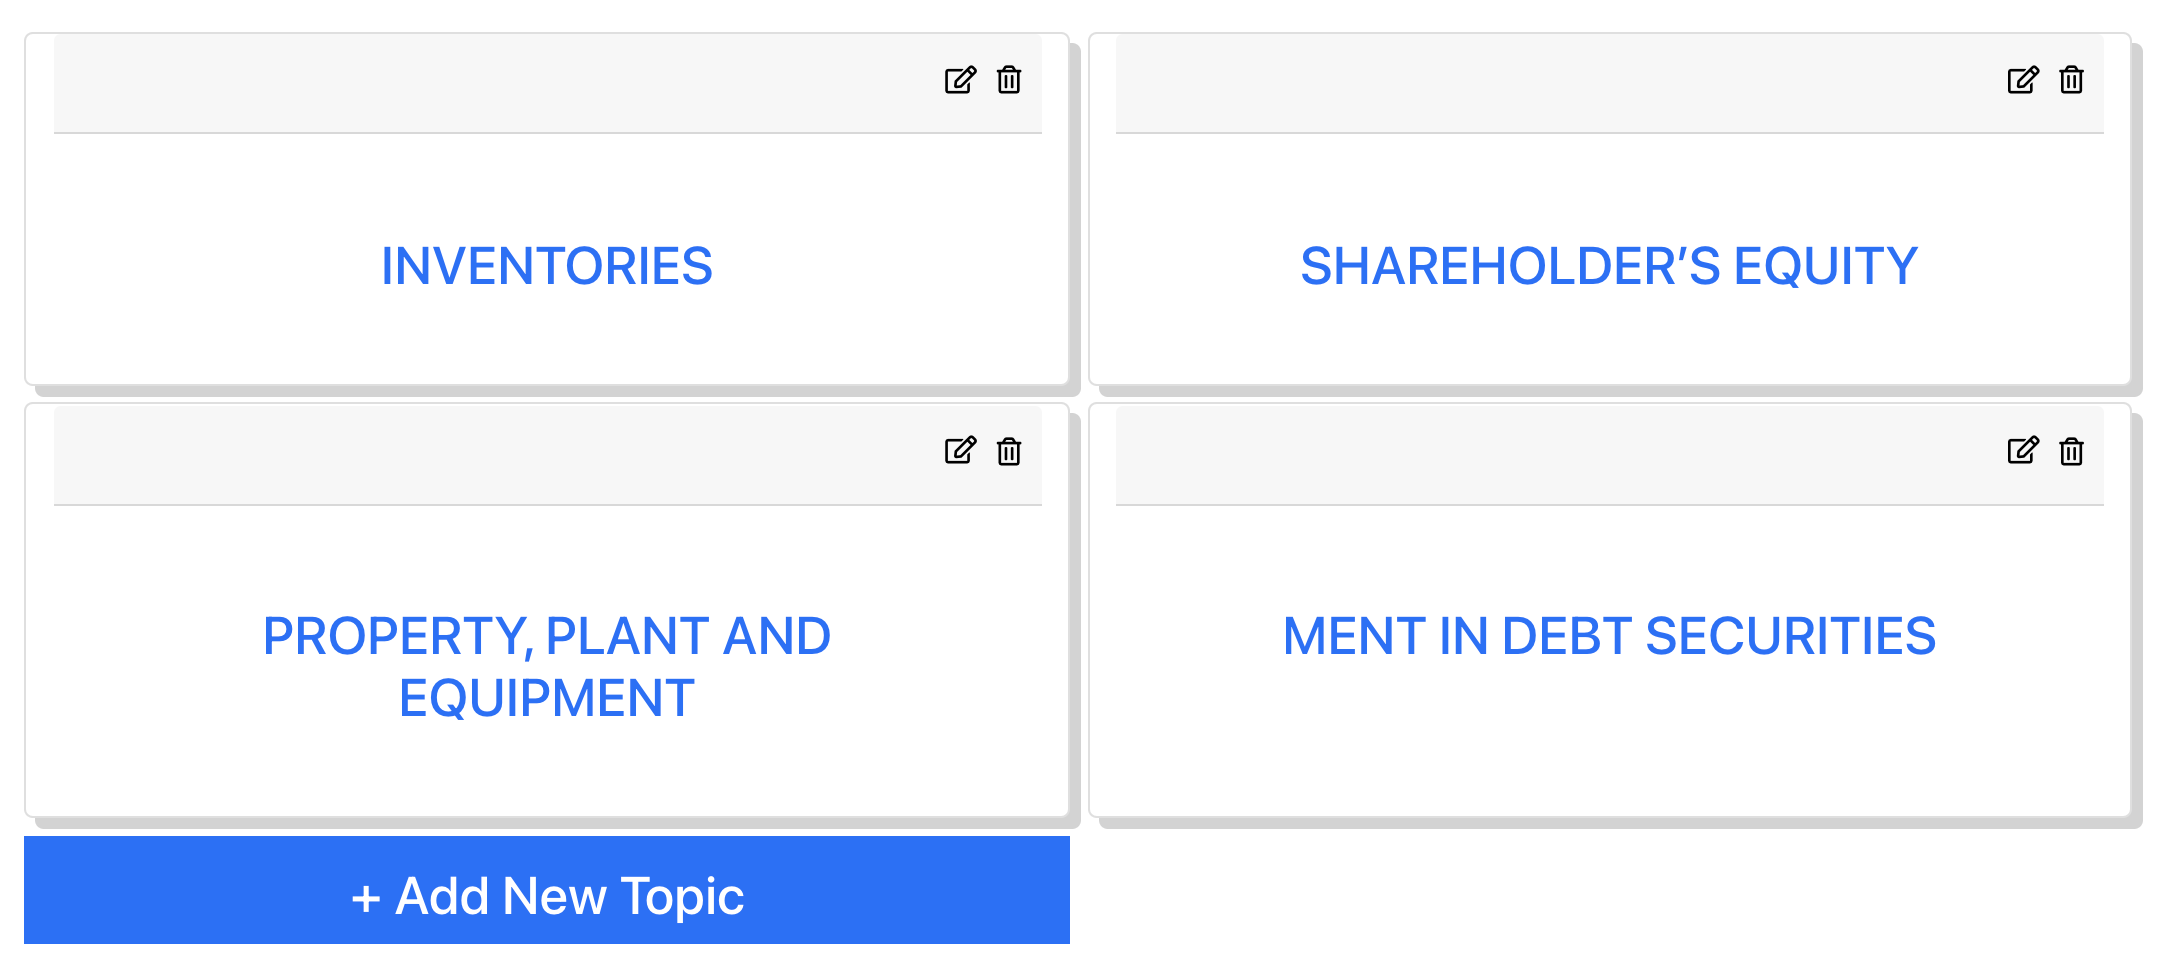 INVENTORIES
SHAREHOLDER’S EQUITY
PROPERTY, PLANT AND
EQUIPMENT
MENT IN DEBT SECURITIES
+ Add New Topic